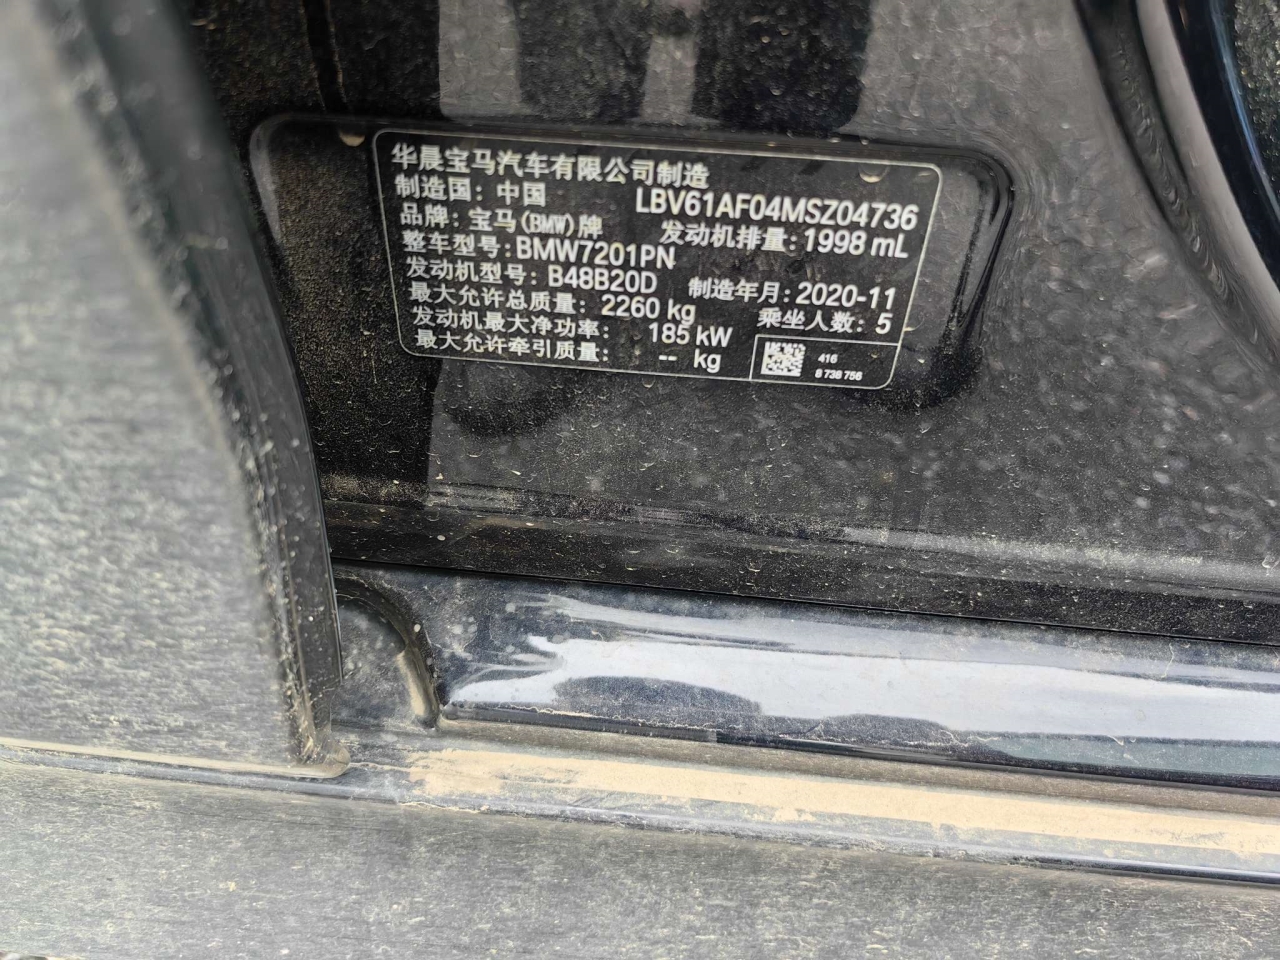 华晨宝马汽车有限公司制造
制造国：中国 LBV61AF04MSZ04736
品牌：宝马(BMW)牌 发动机排量：1998 mL
整车型号：BMW7201PN
发动机型号：B48B20D 制造年月：2020-11
最大允许总质量：2260 kg 乘坐人数：5
发动机最大净功率：185 kW
最大允许牵引质量：-- kg
416
8 738 756